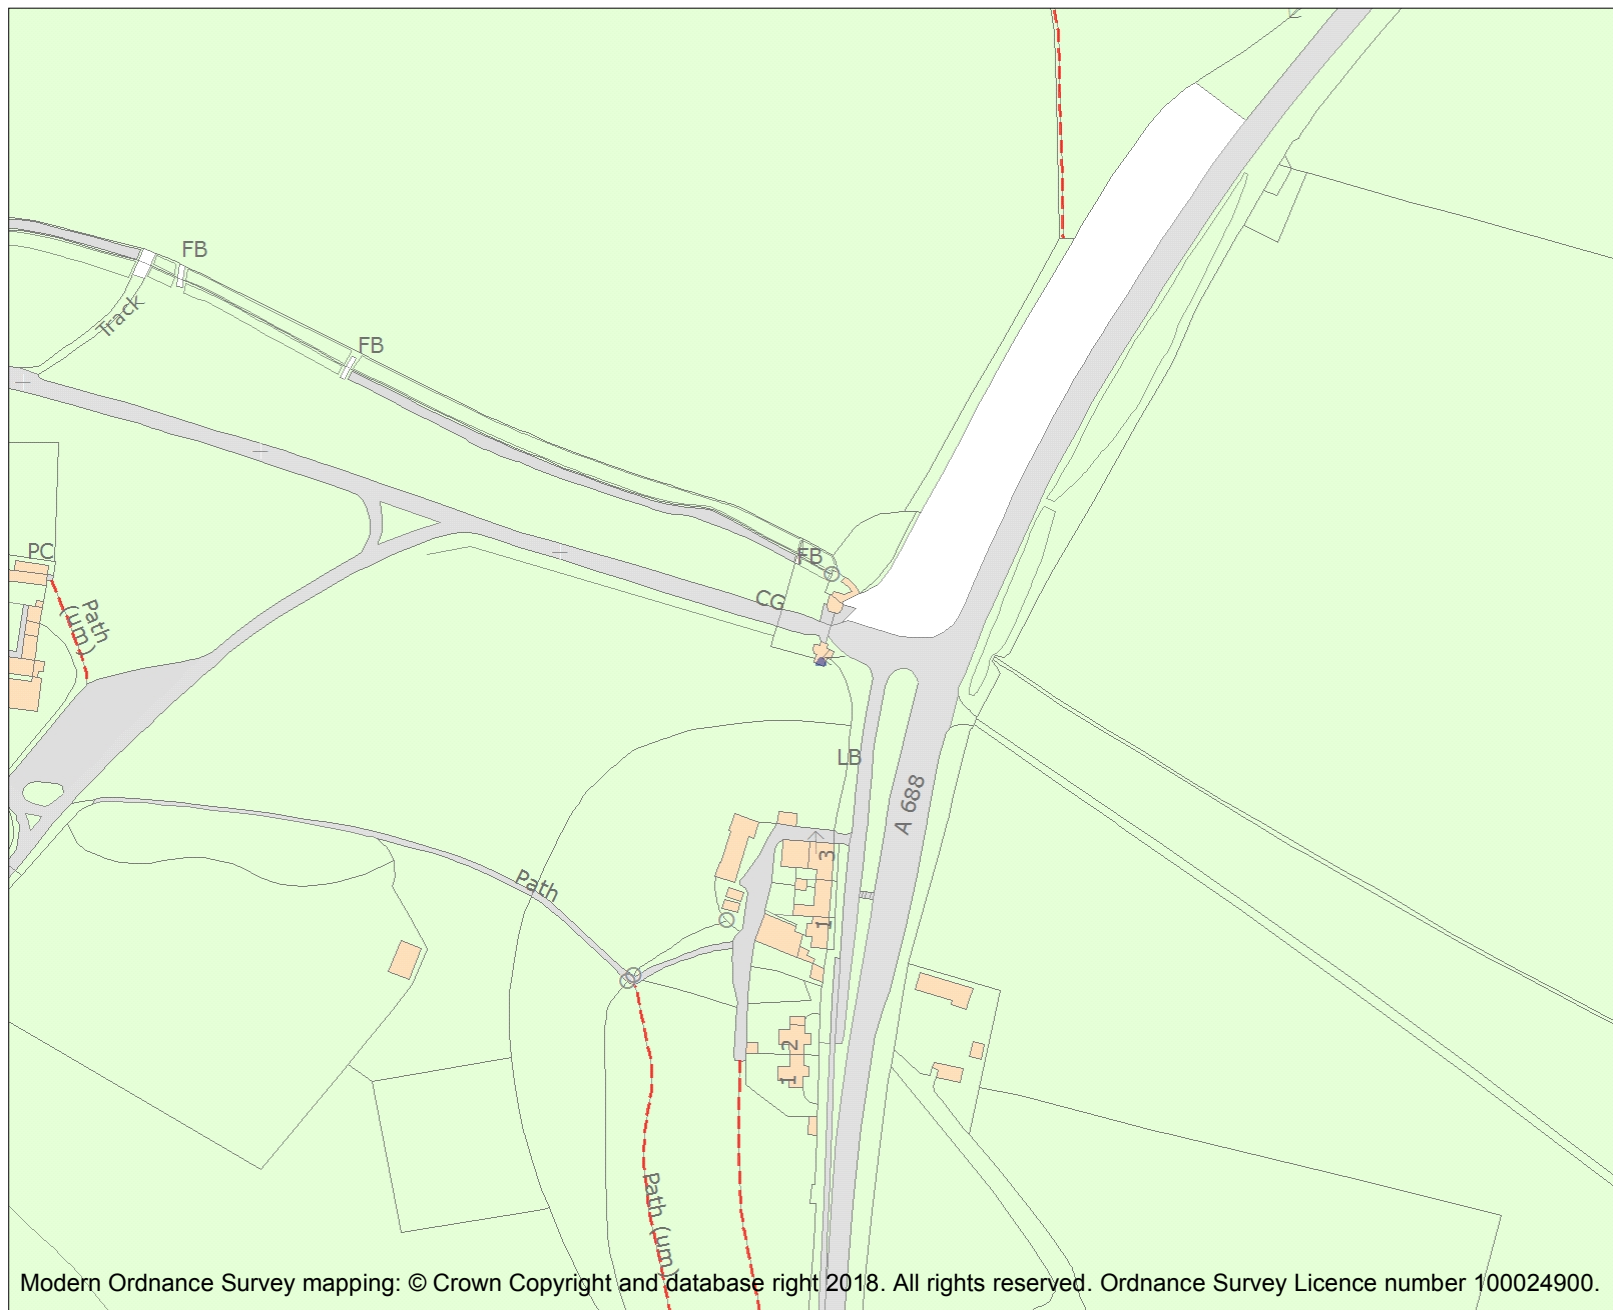 FB
Track
FB
PC
Path
(um)
FB
CG
LB
A 688
3
Path
1
2
1
Path (um)
Modern Ordnance Survey mapping: © Crown Copyright and database right 2018. All rights reserved. Ordnance Survey Licence number 100024900.